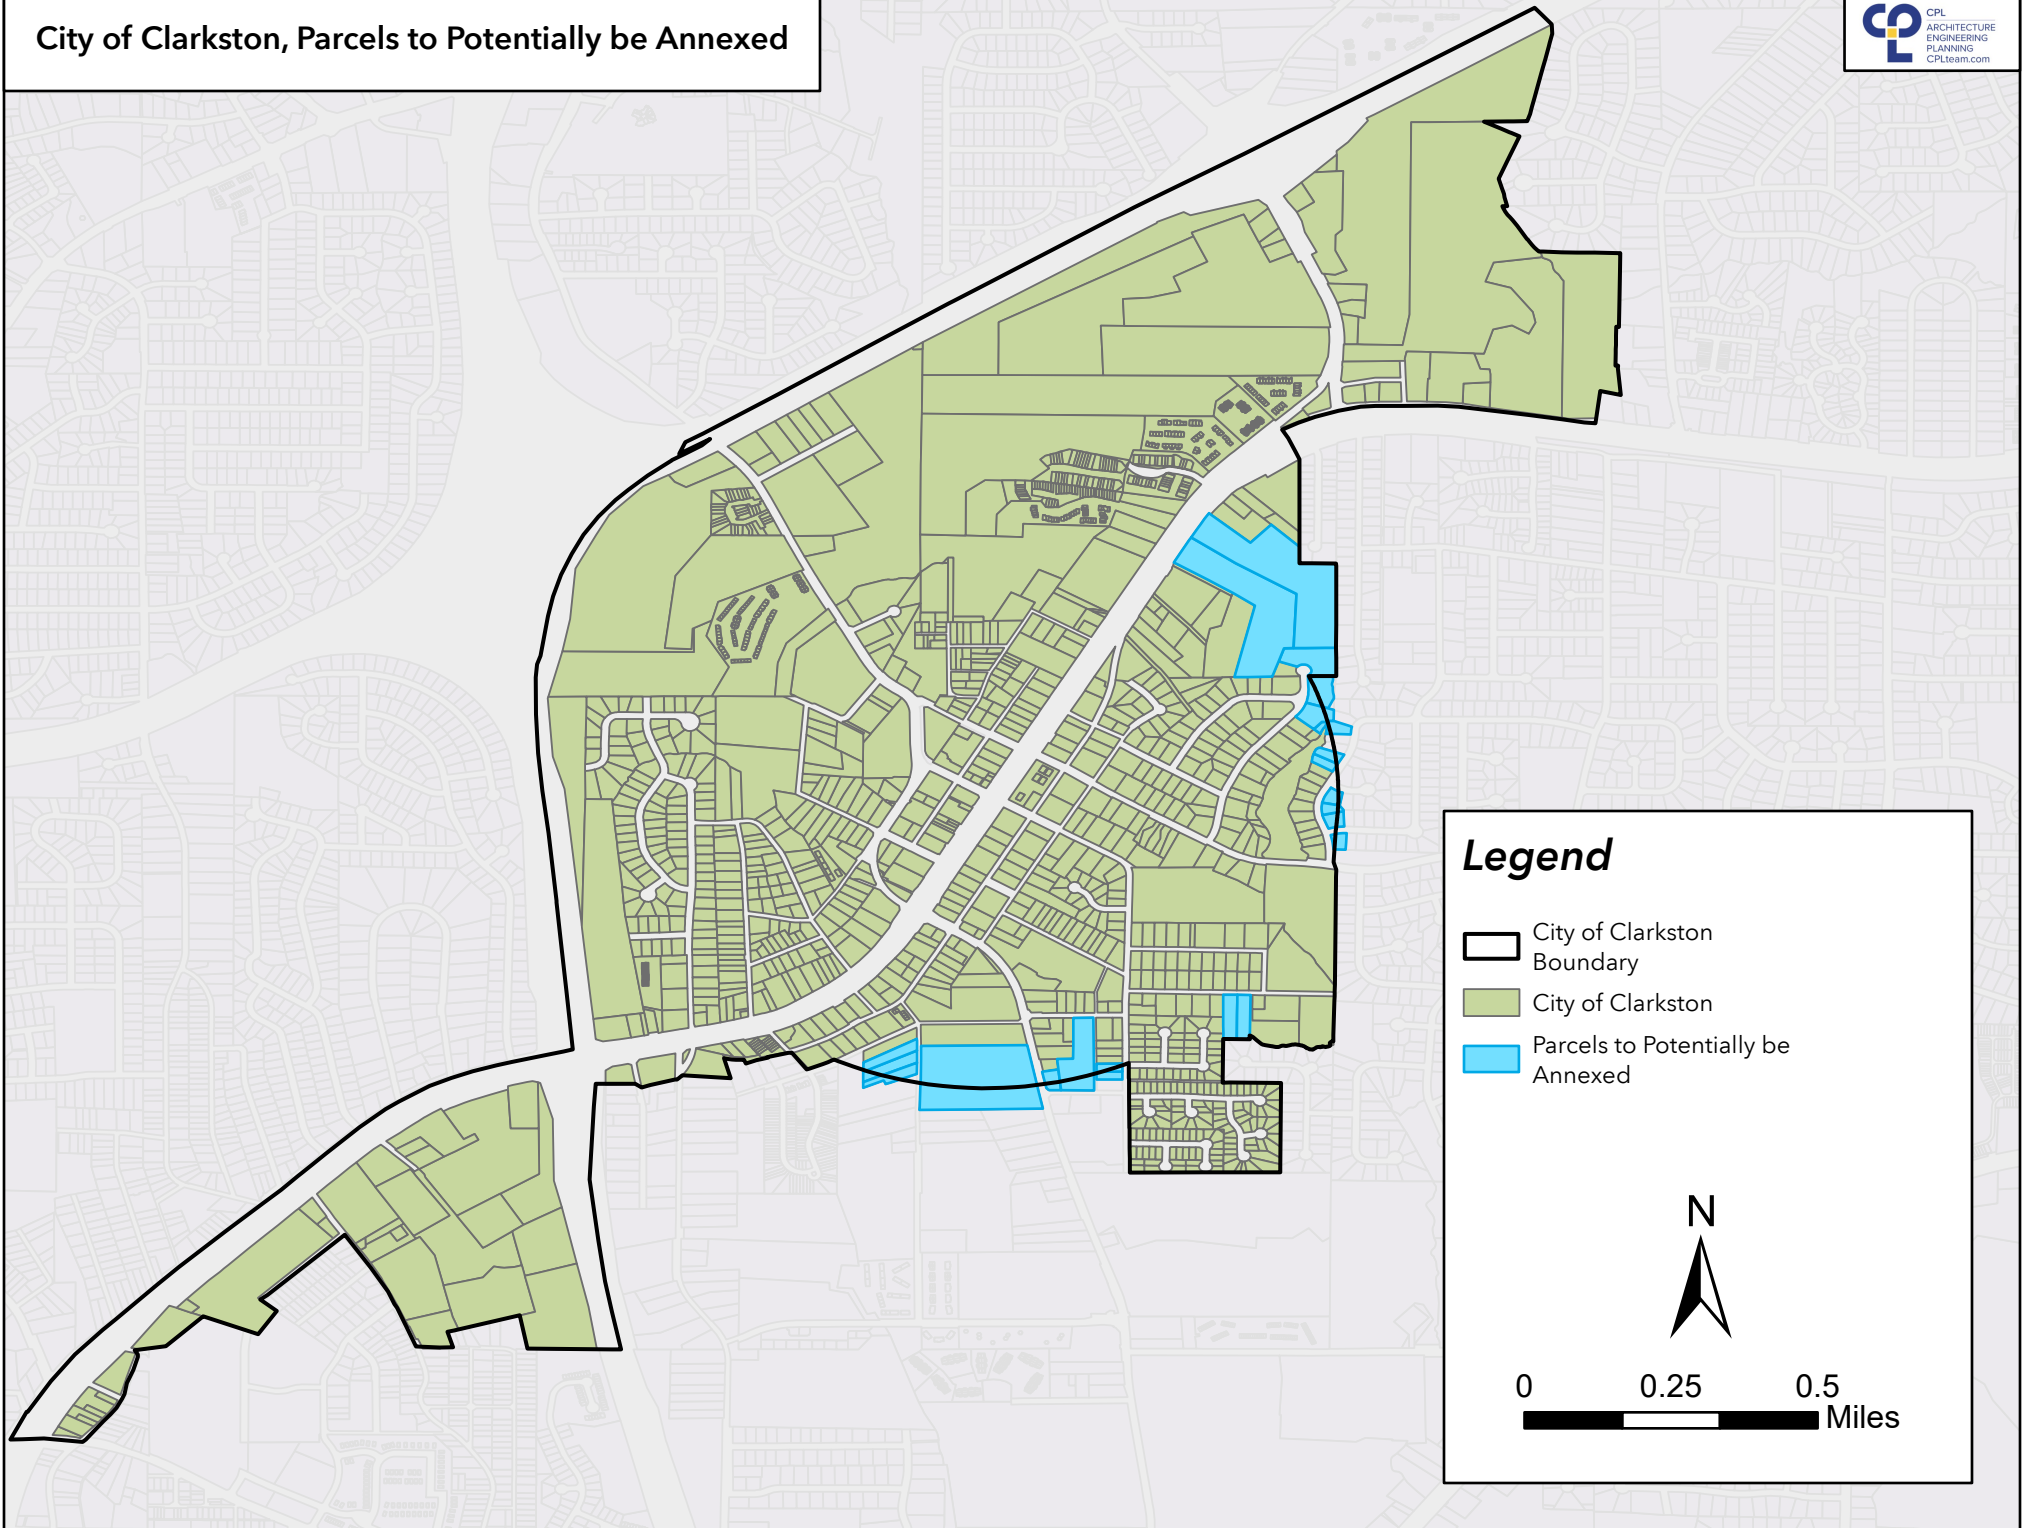 City of Clarkston, Parcels to Potentially be Annexed
CPL
ARCHITECTURE
ENGINEERING
PLANNING
CPLteam.com
Legend
City of Clarkston
Boundary
City of Clarkston
Parcels to Potentially be
Annexed
N
0 0.25 0.5
Miles